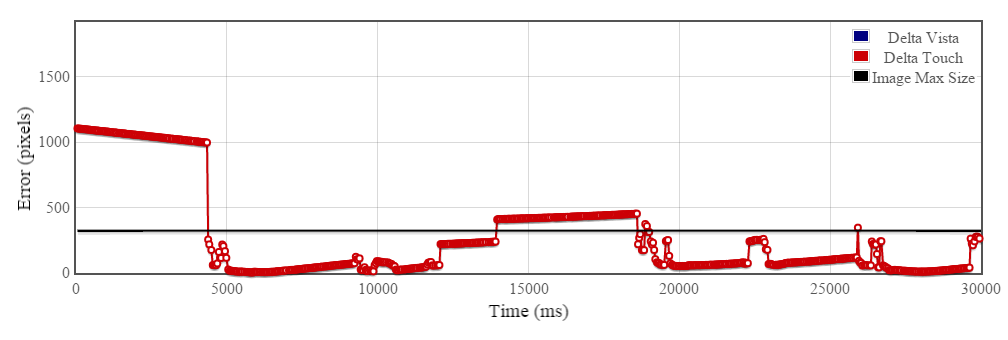 Delta Vista
Delta Touch
Image Max Size
Error (pixels)
1500
1000
500
0
0 5000 10000 15000 20000 25000 30000
Time (ms)